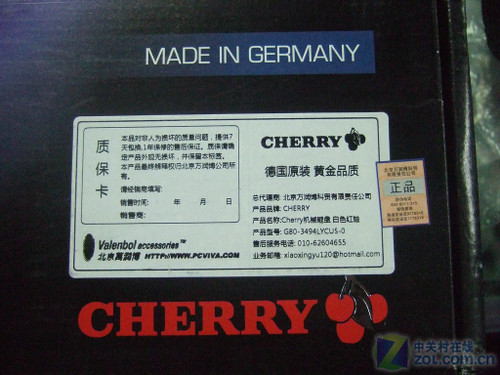 MADE IN GERMANY
质保卡
本品对非人为损坏的质量问题，提供7
天包换，1年保修的售后保证。质保请确
定产品外观无损坏，并保留本标签。
本产品最终解释权归北京万润博公司所
有。
请经销商填写：
销售时间： 年 月 日
销售商：
Valenbol accessories™
北京萬潤博 HTTP://WWW.PCVIVA.COM
CHERRY
德国原装 黄金品质
总代理商：北京万润博科贸有限责任公司
产品品牌：CHERRY
产品名称：Cherry机械键盘 白色红轴
产品型号：G80-3494LYCUS-0
售后服务电话：010-62604655
业务邮箱：xiaoxingyu120@hotmail.com
正品
CHERRY
中关村在线
zol.com.cn